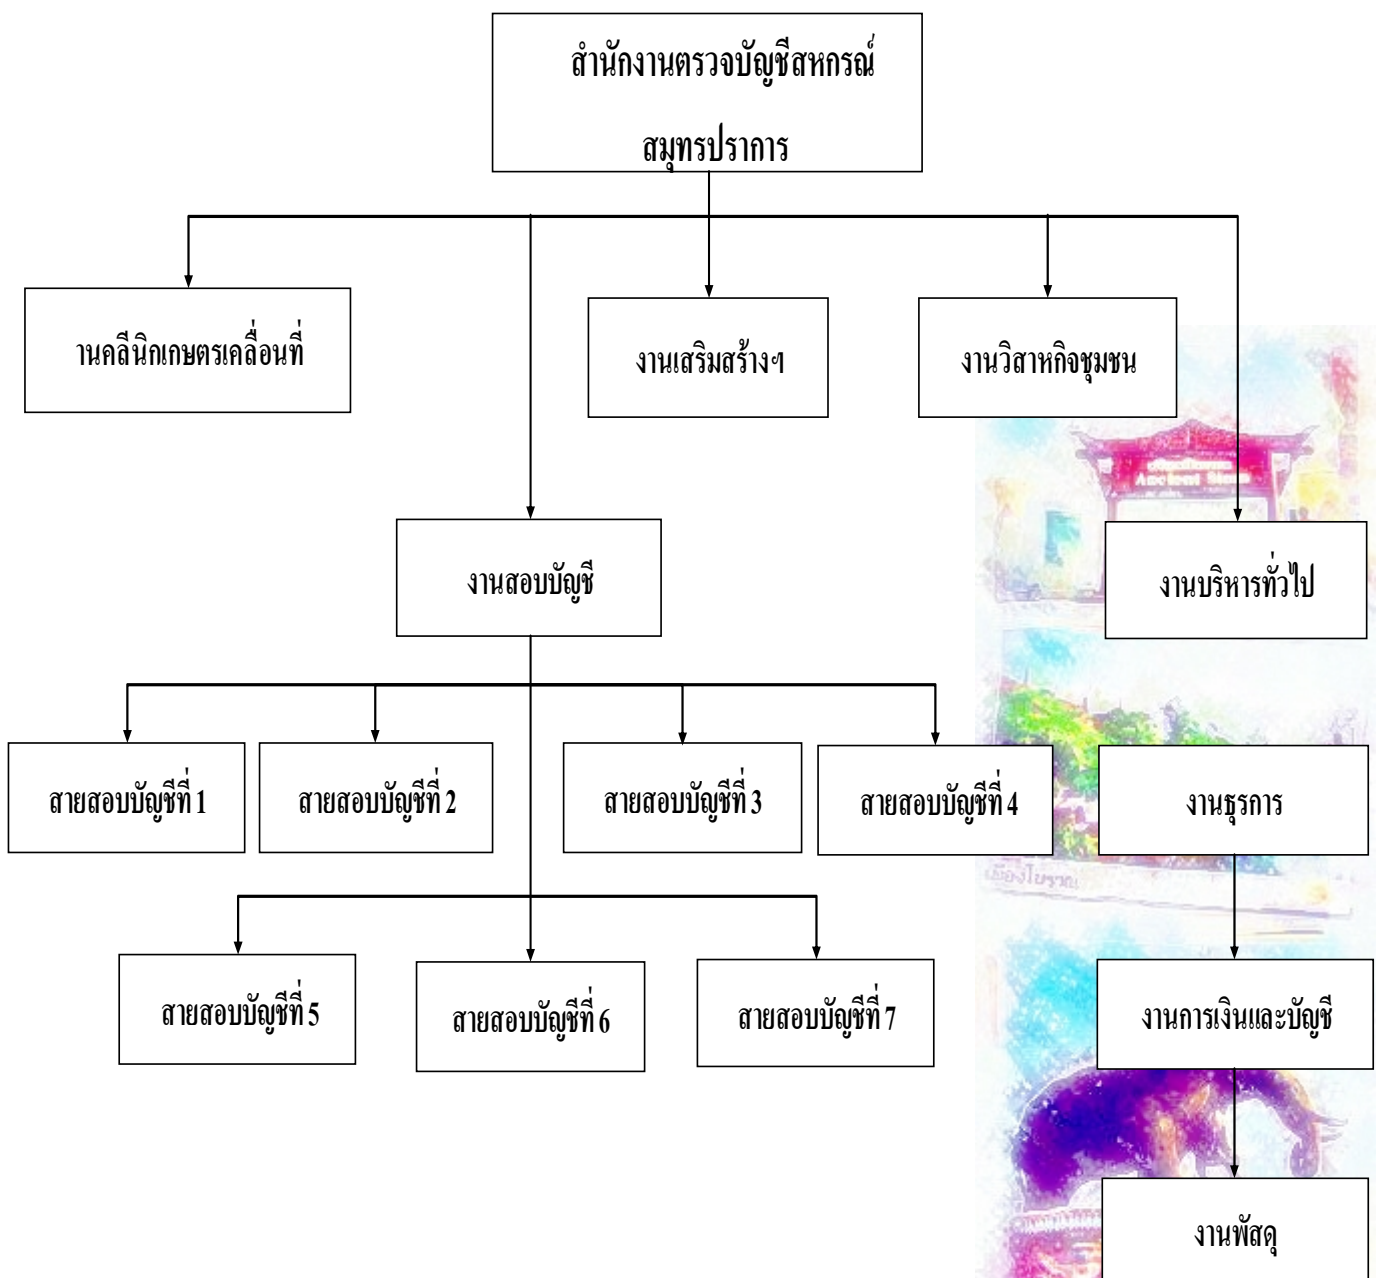 สำนักงานตรวจบัญชีสหกรณ์
สมุทรปราการ
านคลีนิกเกษตรเคลื่อนที่
งานเสริมสร้างฯ
งานวิสาหกิจชุมชน
Ancient
งานสอบบัญชี
งานบริหารทั่วไป
สายสอบบัญชีที่ 1
สายสอบบัญชีที่ 2
สายสอบบัญชีที่ 3
สายสอบบัญชีที่ 4
งานธุรการ
เมืองโบราณ
สายสอบบัญชีที่ 5
สายสอบบัญชีที่ 6
สายสอบบัญชีที่ 7
งานการเงินและบัญชี
งานพัสดุ